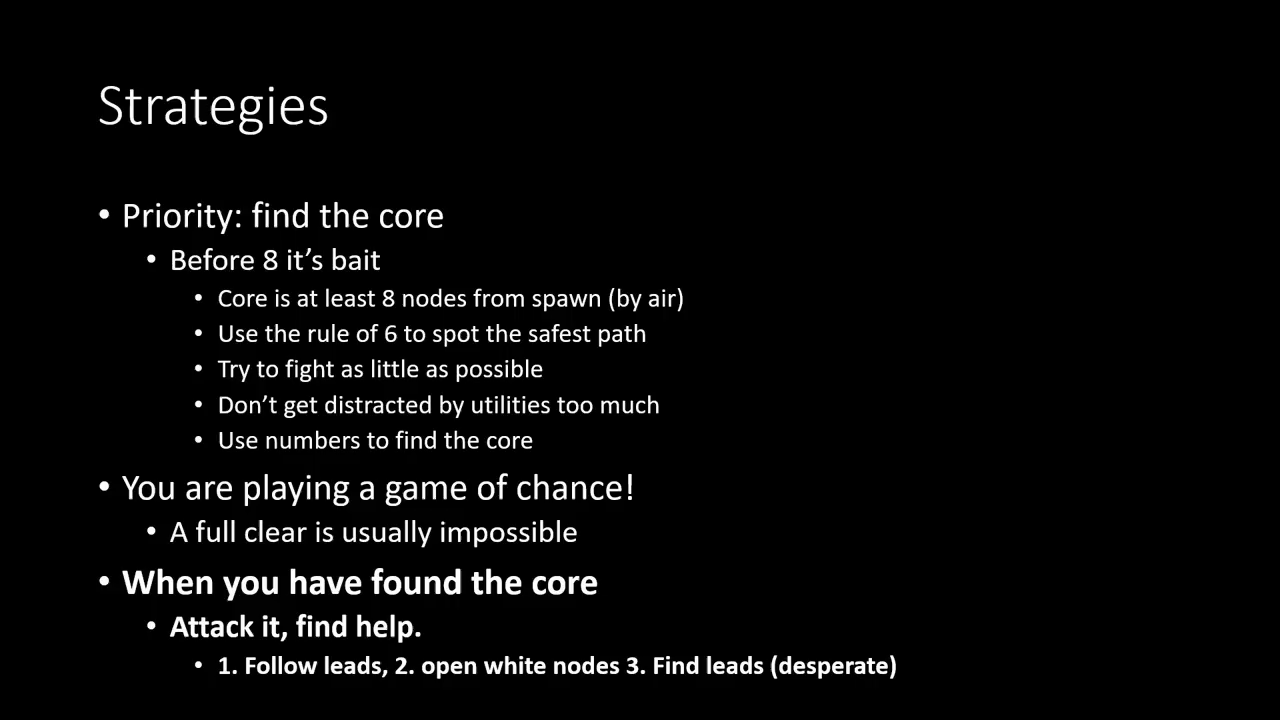 Strategies
• Priority: find the core
• Before 8 it’s bait
• Core is at least 8 nodes from spawn (by air)
• Use the rule of 6 to spot the safest path
• Try to fight as little as possible
• Don’t get distracted by utilities too much
• Use numbers to find the core
• You are playing a game of chance!
• A full clear is usually impossible
• When you have found the core
• Attack it, find help.
• 1. Follow leads, 2. open white nodes 3. Find leads (desperate)